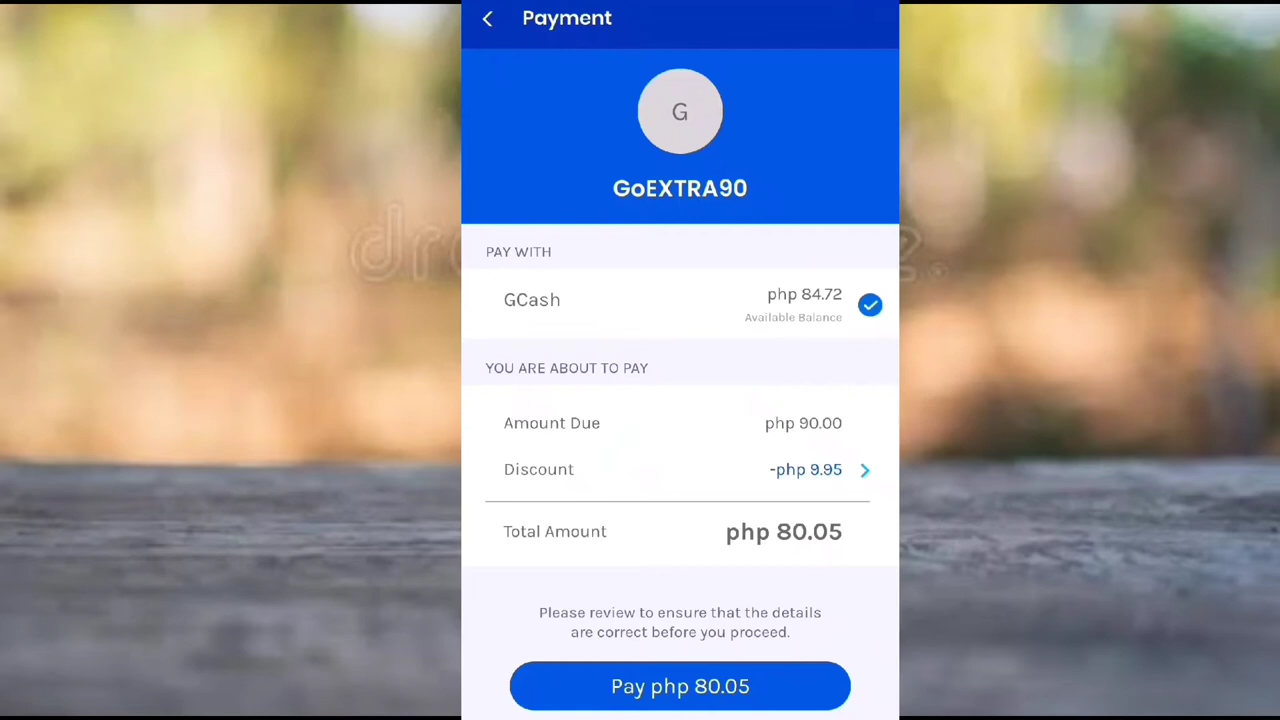 Payment
G
GoEXTRA90
PAY WITH
GCash
php 84.72
Available Balance
YOU ARE ABOUT TO PAY
Amount Due php 90.00
Discount -php 9.95
Total Amount php 80.05
Please review to ensure that the details
are correct before you proceed.
Pay php 80.05